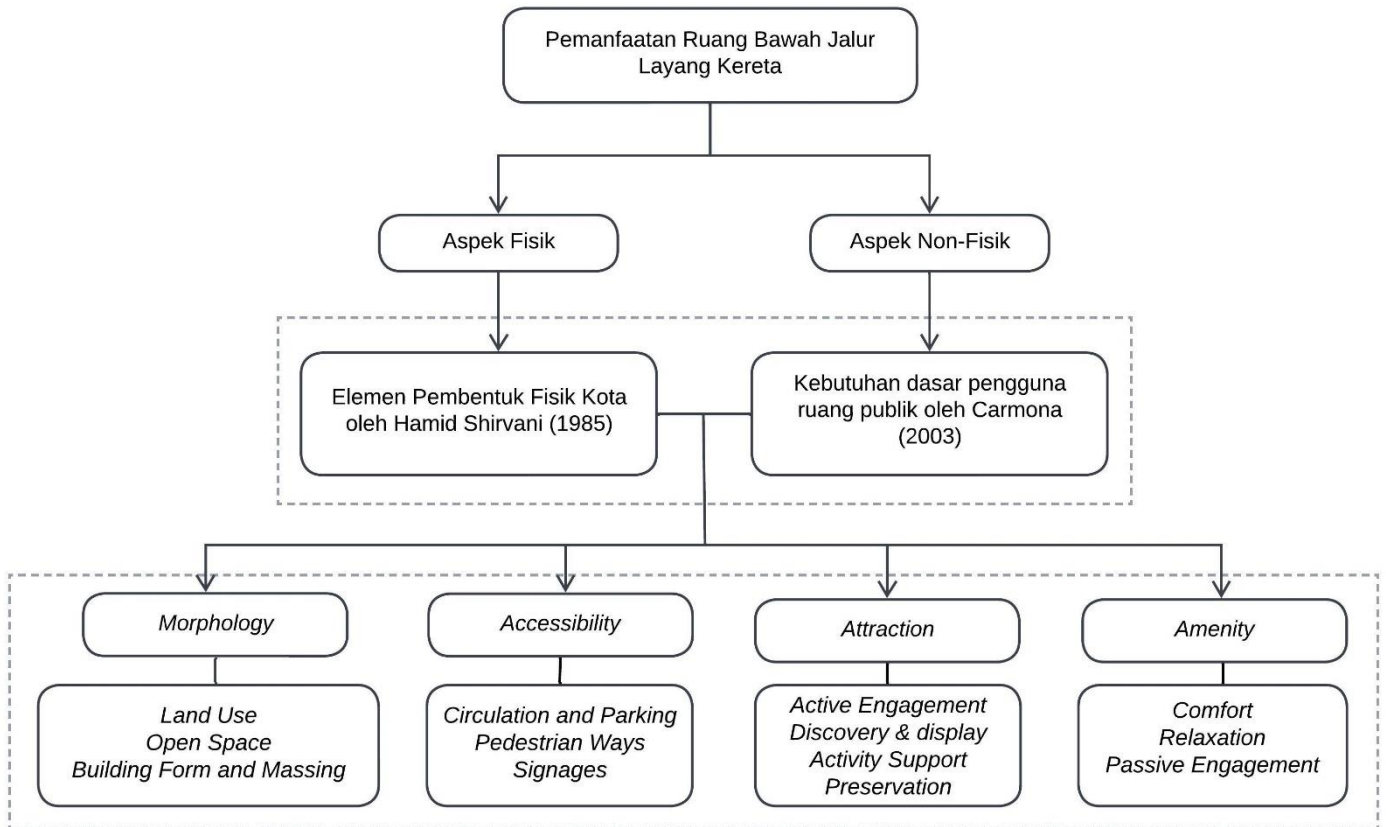 Pemanfaatan Ruang Bawah Jalur
Layang Kereta
Aspek Fisik
Aspek Non-Fisik
Elemen Pembentuk Fisik Kota
oleh Hamid Shirvani (1985)
Kebutuhan dasar pengguna
ruang publik oleh Carmona
(2003)
Morphology
Accessibility
Attraction
Amenity
Land Use
Open Space
Building Form and Massing
Circulation and Parking
Pedestrian Ways
Signages
Active Engagement
Discovery & display
Activity Support
Preservation
Comfort
Relaxation
Passive Engagement